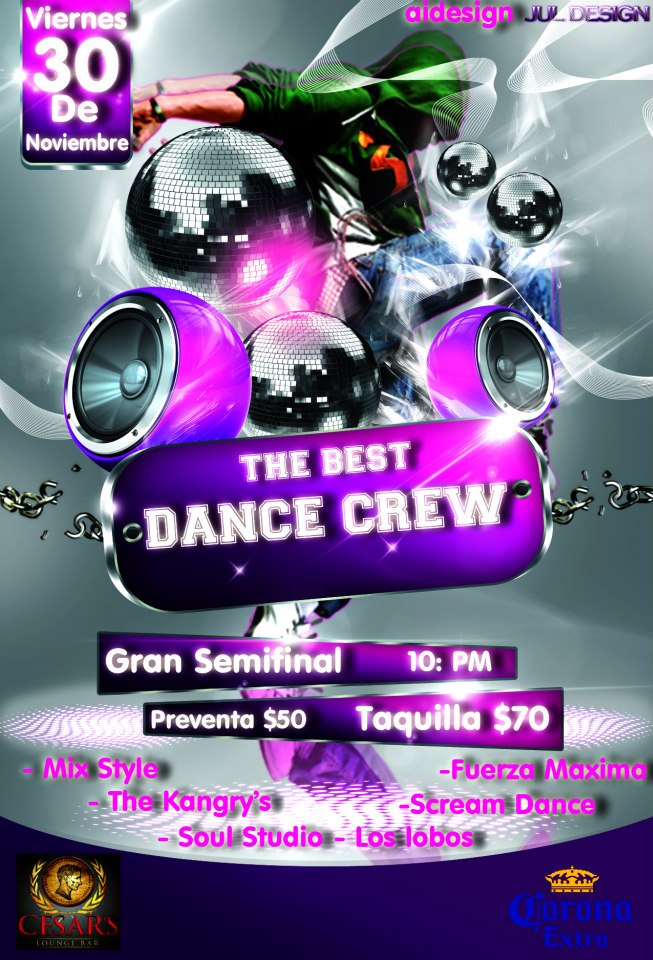 Viernes
30
De
Noviembre
aidesign JUL DESIGN
THE BEST
DANCE CREW
Gran Semifinal 10: PM
Preventa $50 Taquilla $70
- Mix Style -Fuerza Maxima
- The Kangry's -Scream Dance
- Soul Studio - Los lobos
CESAR'S
LOUNGE BAR
Corona
Extra